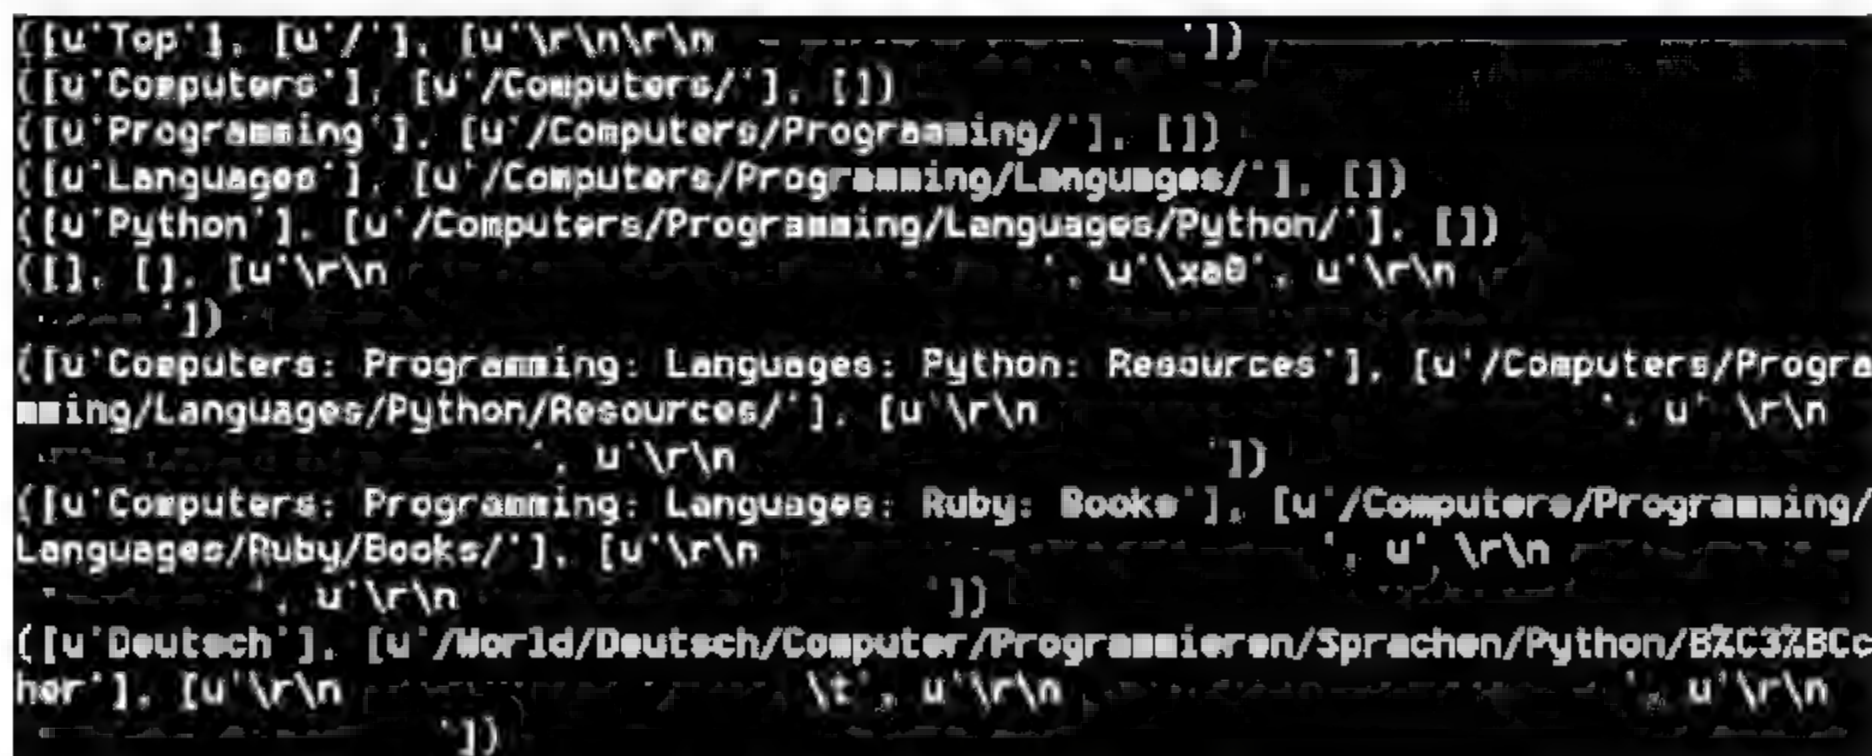 ([u'Top'], [u'/'], [u'\r\n\r\n                    '])
([u'Computers'], [u'/Computers/'], [])
([u'Programming'], [u'/Computers/Programming/'], [])
([u'Languages'], [u'/Computers/Programming/Languages/'], [])
([u'Python'], [u'/Computers/Programming/Languages/Python/'], [])
([], [], [u'\r\n                            ', u'\xa0', u'\r\n
      '])
([u'Computers: Programming: Languages: Python: Resources'], [u'/Computers/Progra
mming/Languages/Python/Resources/'], [u'\r\n                        ', u' \r\n
                      ', u'\r\n                     '])
([u'Computers: Programming: Languages: Ruby: Books'], [u'/Computers/Programming/
Languages/Ruby/Books/'], [u'\r\n                        ', u' \r\n
          ', u'\r\n                    '])
([u'Deutsch'], [u'/World/Deutsch/Computer/Programmieren/Sprachen/Python/B%C3%BCc
her'], [u'\r\n                    \t', u'\r\n                        ', u'\r\n
                  '])